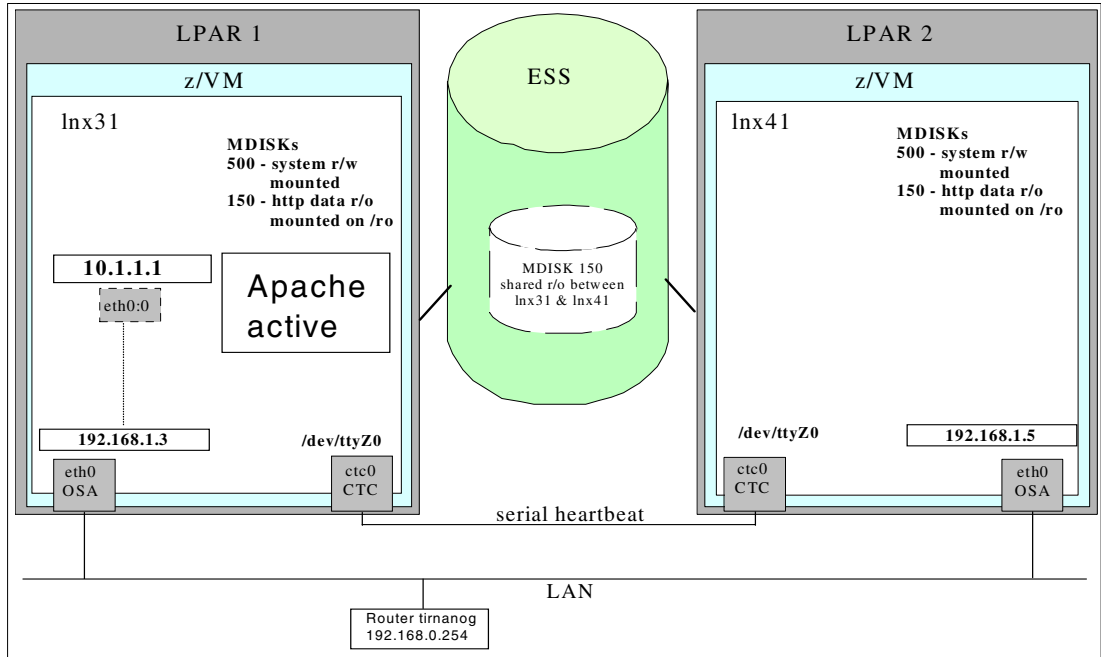 LPAR 1
z/VM
lnx31
MDISKs
500 - system r/w
mounted
150 - http data r/o
mounted on /ro
10.1.1.1
eth0:0
Apache
active
192.168.1.3
/dev/ttyZ0
eth0
OSA
ctc0
CTC
ESS
MDISK 150
shared r/o between
lnx31 & lnx41
LPAR 2
z/VM
lnx41
MDISKs
500 - system r/w
mounted
150 - http data r/o
mounted on /ro
/dev/ttyZ0
192.168.1.5
ctc0
CTC
eth0
OSA
serial heartbeat
LAN
Router tirnanog
192.168.0.254